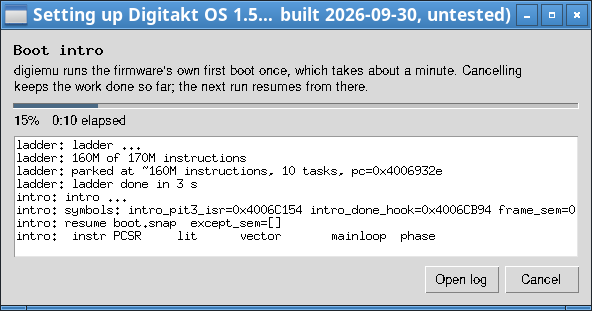 Setting up Digitakt OS 1.5... built 2026-09-30, untested)
Boot intro
digiemu runs the firmware's own first boot once, which takes about a minute. Cancelling
keeps the work done so far; the next run resumes from there.
15% 0:10 elapsed
ladder: ladder ...
ladder: 160M of 170M instructions
ladder: parked at ~160M instructions, 10 tasks, pc=0x4006932e
ladder: ladder done in 3 s
intro: intro ...
intro: symbols: intro_pit3_isr=0x4006C154 intro_done_hook=0x4006CB94 frame_sem=0
intro: resume boot.snap except_sem=[]
intro: instr PCSR lit vector mainloop phase
Open log Cancel